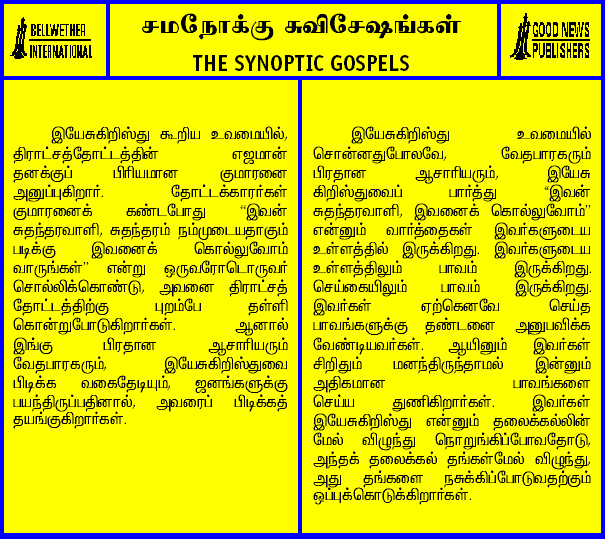 BELLWETHER
INTERNATIONAL
சமநோக்கு சுவிசேஷங்கள்
THE SYNOPTIC GOSPELS
GOOD NEWS
PUBLISHERS
இயேசுகிறிஸ்து கூறிய உவமையில்,
திராட்சத்தோட்டத்தின் எஜமான்
தனக்குப் பிரியமான குமாரனை
அனுப்புகிறார். தோட்டக்காரர்கள்
குமாரனைக் கண்டபோது “இவன்
சுதந்தரவாளி, சுதந்தரம் நம்முடையதாகும்
படிக்கு இவனைக் கொல்லுவோம்
வாருங்கள்” என்று ஒருவரோடொருவர்
சொல்லிக்கொண்டு, அவனை திராட்சத்
தோட்டத்திற்கு புறம்பே தள்ளி
கொன்றுபோடுகிறார்கள். ஆனால்
இங்கு பிரதான ஆசாரியரும்
வேதபாரகரும், இயேசுகிறிஸ்துவை
பிடிக்க வகைதேடியும், ஜனங்களுக்கு
பயந்திருப்பதினால், அவரைப் பிடிக்கத்
தயங்குகிறார்கள்.
இயேசுகிறிஸ்து உவமையில்
சொன்னதுபோலவே, வேதபாரகரும்
பிரதான ஆசாரியரும், இயேசு
கிறிஸ்துவைப் பார்த்து “இவன்
சுதந்தரவாளி, இவனைக் கொல்லுவோம்”
என்னும் வார்த்தைகள் இவர்களுடைய
உள்ளத்தில் இருக்கிறது. இவர்களுடைய
உள்ளத்திலும் பாவம் இருக்கிறது.
செய்கையிலும் பாவம் இருக்கிறது.
இவர்கள் ஏற்கெனவே செய்த
பாவங்களுக்கு தண்டனை அனுபவிக்க
வேண்டியவர்கள். ஆயினும் இவர்கள்
சிறிதும் மனந்திருந்தாமல் இன்னும்
அதிகமான பாவங்களை
செய்ய துணிகிறார்கள். இவர்கள்
இயேசுகிறிஸ்து என்னும் தலைக்கல்லின்
மேல் விழுந்து நொறுங்கிப்போவதோடு,
அந்தக் தலைக்கல் தங்கள்மேல் விழுந்து,
அது தங்களை நசுக்கிப்போடுவதற்கும்
ஒப்புக்கொடுக்கிறார்கள்.